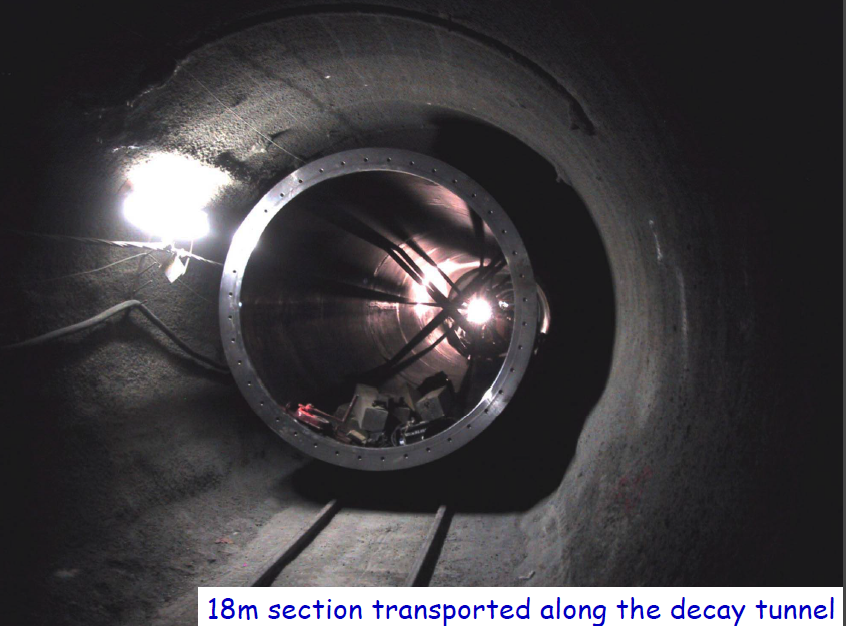 18m section transported along the decay tunnel